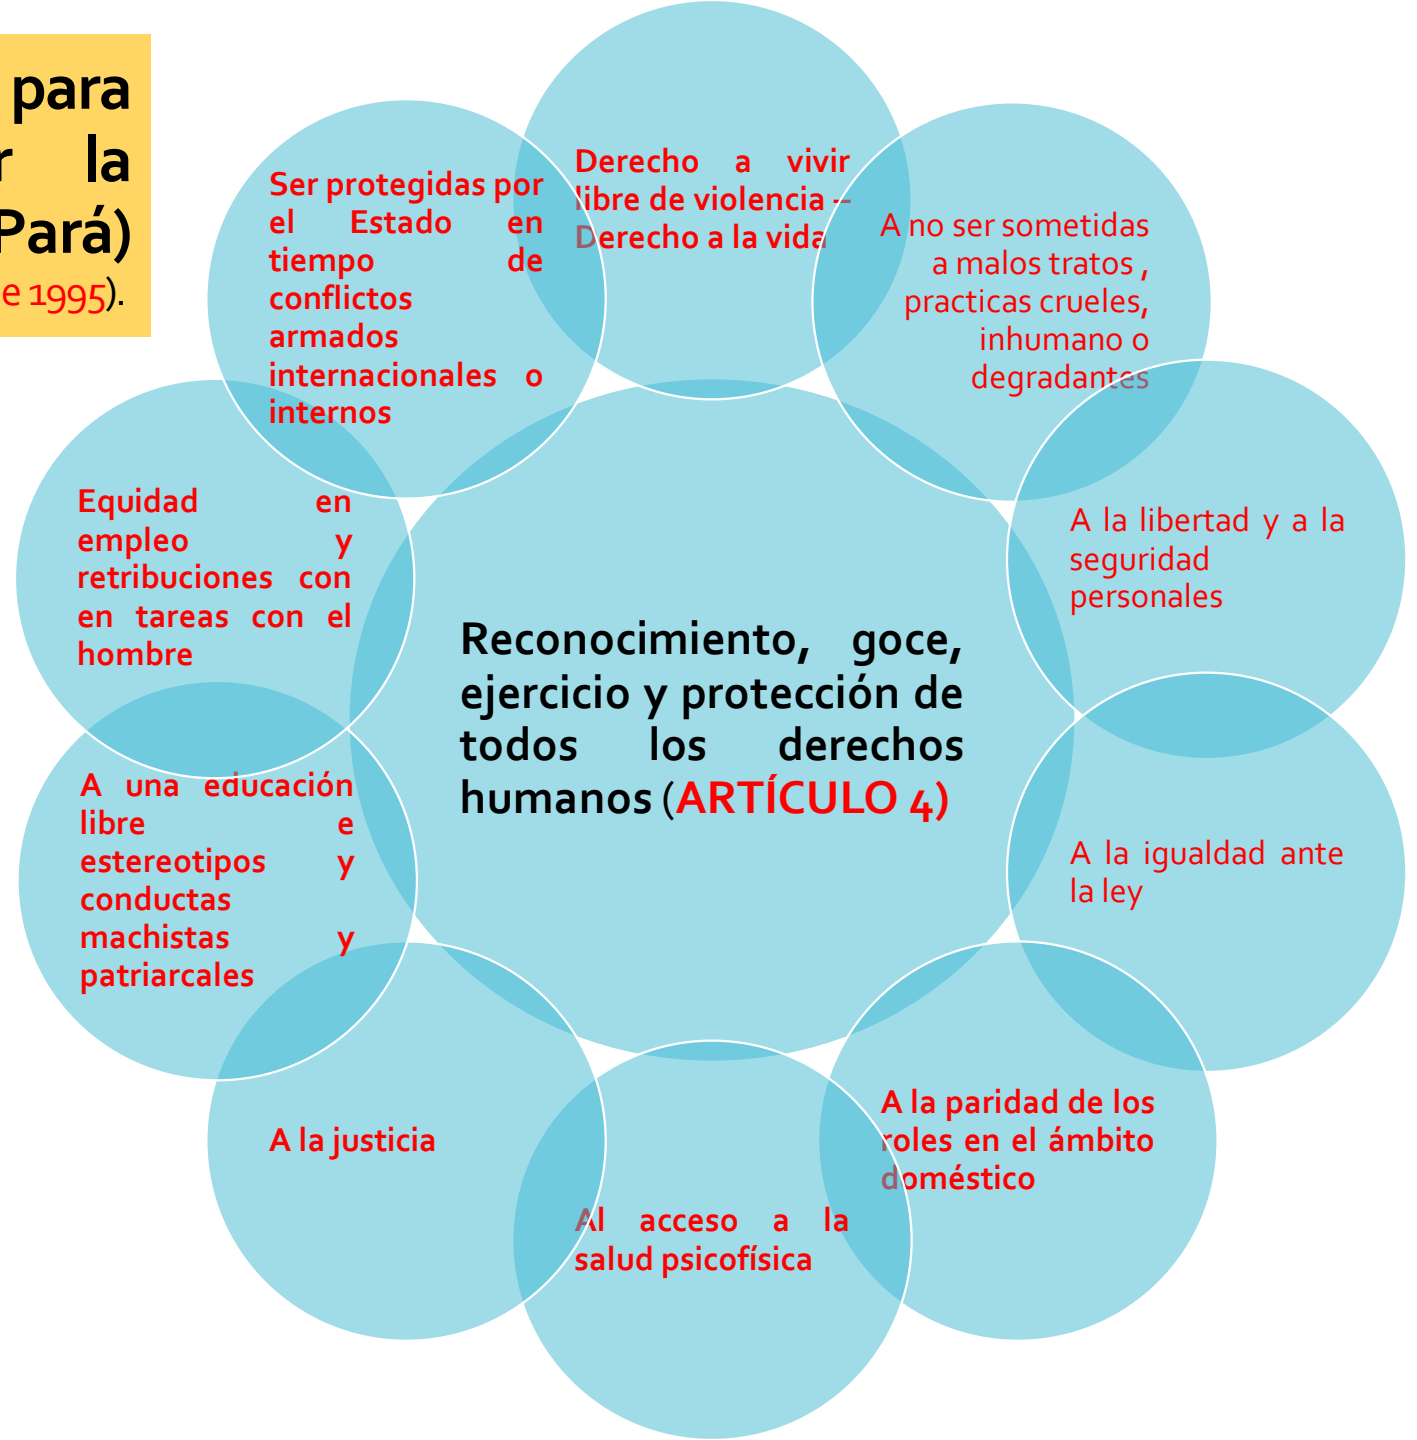 para
r la
Pará)
e 1995).
Derecho a vivir
libre de violencia –
Derecho a la vida
A no ser sometidas
a malos tratos ,
practicas crueles,
inhumano o
degradantes
A la libertad y a la
seguridad
personales
A la igualdad ante
la ley
A la paridad de los
roles en el ámbito
doméstico
Al acceso a la
salud psicofísica
A la justicia
A una educación
libre e
estereotipos y
conductas
machistas y
patriarcales
Equidad en
empleo y
retribuciones con
en tareas con el
hombre
Ser protegidas por
el Estado en
tiempo de
conflictos
armados
internacionales o
internos
Reconocimiento, goce,
ejercicio y protección de
todos los derechos
humanos (ARTÍCULO 4)